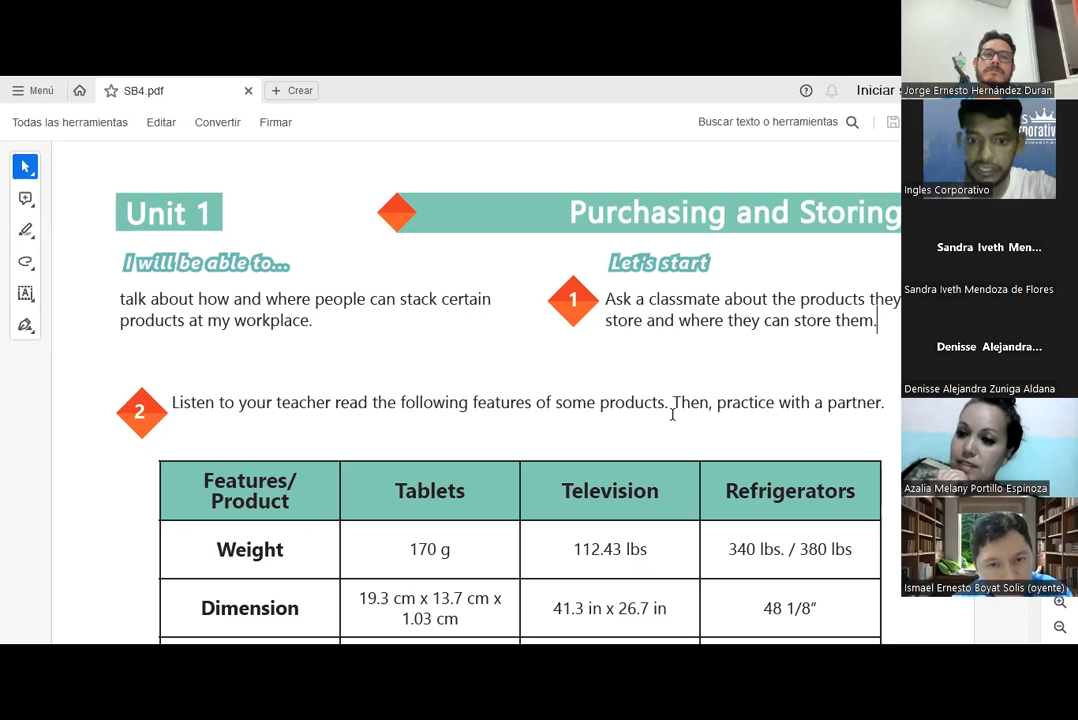 Menú
SB4.pdf
Crear
Iniciar s
Todas las herramientas
Editar
Convertir
Firmar
Buscar texto o herramientas
Unit 1
Purchasing and Storing
I will be able to...
talk about how and where people can stack certain
products at my workplace.
Let's start
1
Ask a classmate about the products they
store and where they can store them.
2
Listen to your teacher read the following features of some products. Then, practice with a partner.
Features/
Product
Tablets
Television
Refrigerators
Weight
170 g
112.43 lbs
340 lbs. / 380 lbs
Dimension
19.3 cm x 13.7 cm x
1.03 cm
41.3 in x 26.7 in
48 1/8”
Jorge Ernesto Hernández Duran
Ingles Corporativo
Sandra Iveth Men...
Sandra Iveth Mendoza de Flores
Denisse Alejandra...
Denisse Alejandra Zuniga Aldana
Azalia Melany Portillo Espinoza
Ismael Ernesto Boyat Solis (oyente)